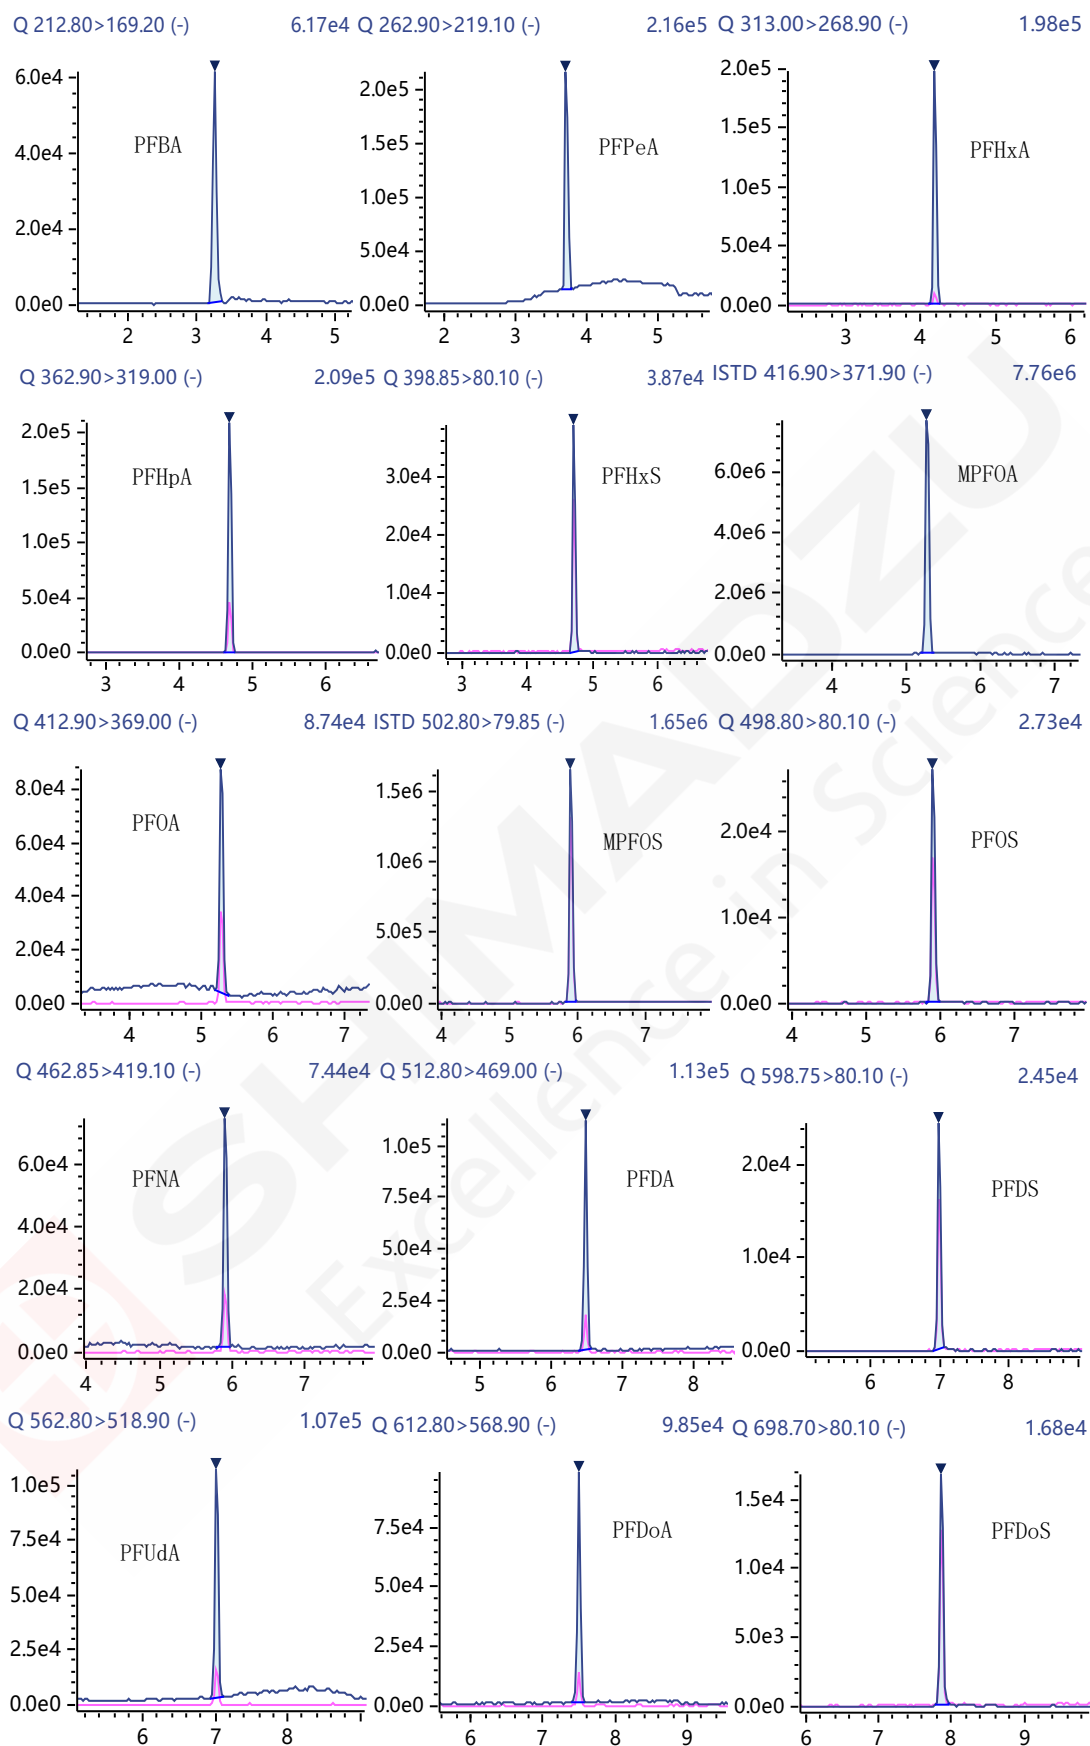 Q 212.80>169.20 (-) 6.17e4 Q 262.90>219.10 (-) 2.16e5 Q 313.00>268.90 (-) 1.98e5
6.0e4
4.0e4
2.0e4
0.0e0
PFBA
2 3 4 5
2.0e5
1.5e5
1.0e5
5.0e4
0.0e0
PFPeA
2 3 4 5
2.0e5
1.5e5
1.0e5
5.0e4
0.0e0
PFHxA
3 4 5 6
Q 362.90>319.00 (-) 2.09e5 Q 398.85>80.10 (-) 3.87e4 ISTD 416.90>371.90 (-) 7.76e6
2.0e5
1.5e5
1.0e5
5.0e4
0.0e0
PFHpA
3 4 5 6
3.0e4
2.0e4
1.0e4
0.0e0
PFHxS
3 4 5 6
6.0e6
4.0e6
2.0e6
0.0e0
MPFOA
4 5 6 7
Q 412.90>369.00 (-) 8.74e4 ISTD 502.80>79.85 (-) 1.65e6 Q 498.80>80.10 (-) 2.73e4
8.0e4
6.0e4
4.0e4
2.0e4
0.0e0
PFOA
4 5 6 7
1.5e6
1.0e6
5.0e5
0.0e0
MPFOS
4 5 6 7
2.0e4
1.0e4
0.0e0
PFOS
4 5 6 7
Q 462.85>419.10 (-) 7.44e4 Q 512.80>469.00 (-) 1.13e5 Q 598.75>80.10 (-) 2.45e4
6.0e4
4.0e4
2.0e4
0.0e0
PFNA
4 5 6 7
1.0e5
7.5e4
5.0e4
2.5e4
0.0e0
PFDA
5 6 7 8
2.0e4
1.0e4
0.0e0
PFDS
6 7 8
Q 562.80>518.90 (-) 1.07e5 Q 612.80>568.90 (-) 9.85e4 Q 698.70>80.10 (-) 1.68e4
1.0e5
7.5e4
5.0e4
2.5e4
0.0e0
PFUdA
6 7 8
7.5e4
5.0e4
2.5e4
0.0e0
PFDoA
6 7 8 9
1.5e4
1.0e4
5.0e3
0.0e0
PFDoS
6 7 8 9
SHIMADZU
Excellence in Science